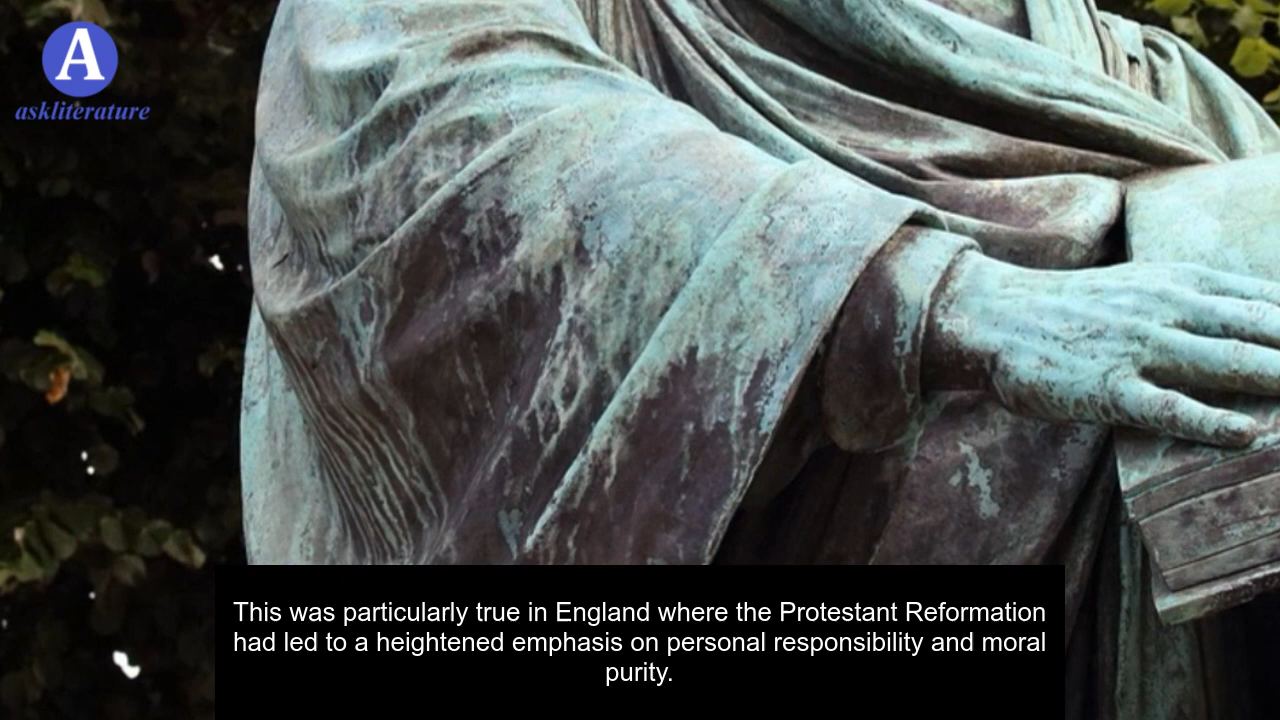 A
askliterature
This was particularly true in England where the Protestant Reformation
had led to a heightened emphasis on personal responsibility and moral
purity.